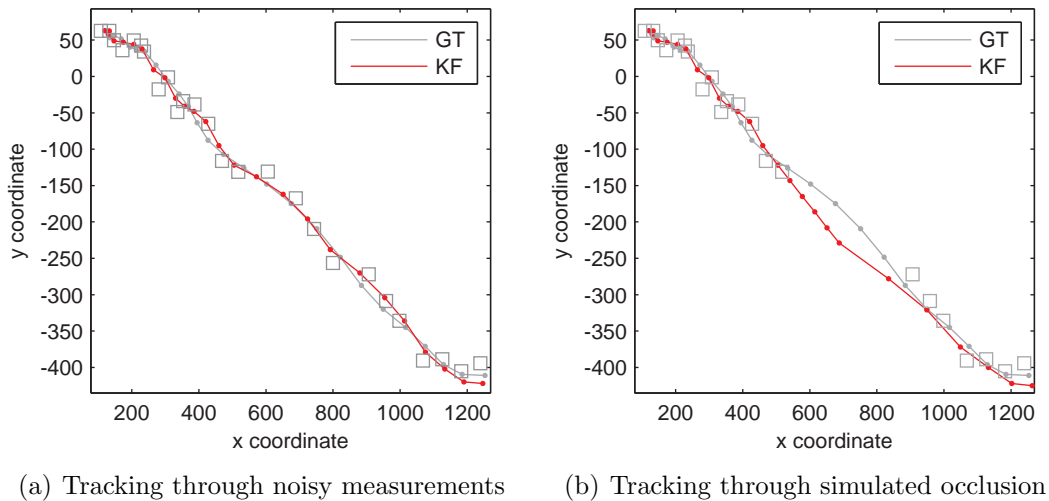 50
0
-50
-100
-150
-200
-250
-300
-350
-400
y coordinate
200 400 600 800 1000 1200
x coordinate
GT
KF
(a) Tracking through noisy measurements
50
0
-50
-100
-150
-200
-250
-300
-350
-400
y coordinate
200 400 600 800 1000 1200
x coordinate
GT
KF
(b) Tracking through simulated occlusion